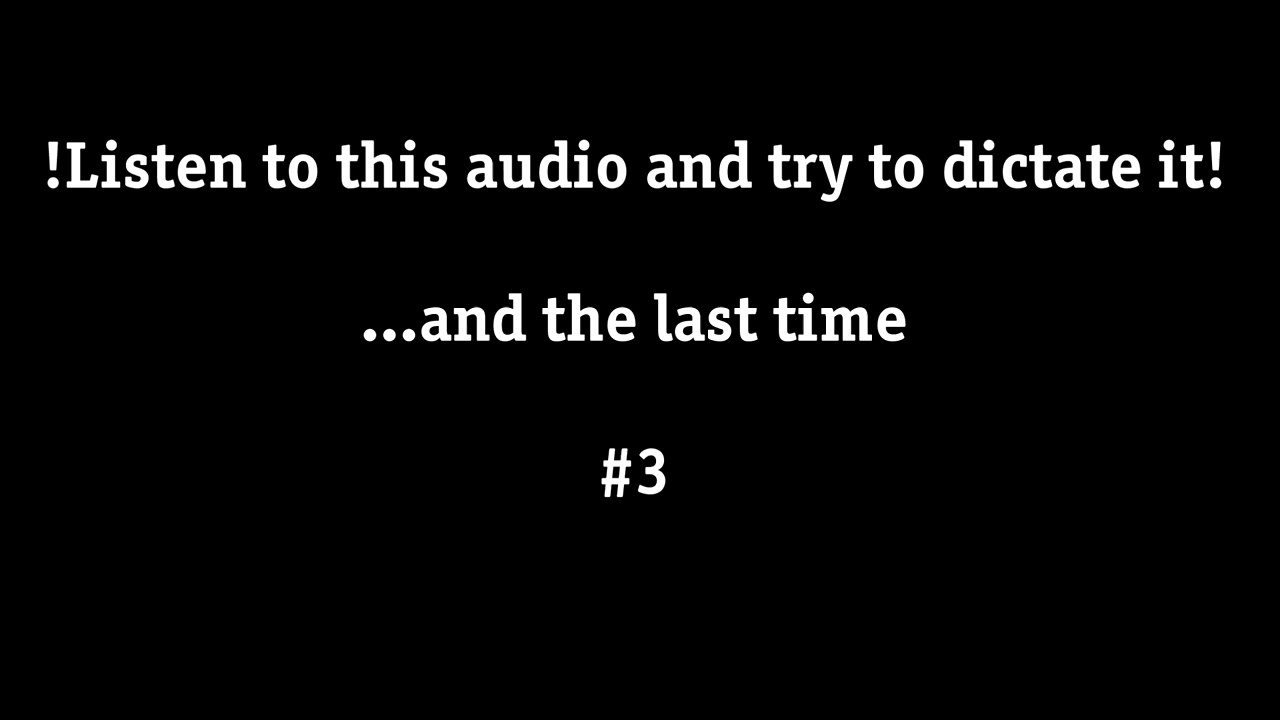 !Listen to this audio and try to dictate it!
...and the last time
#3